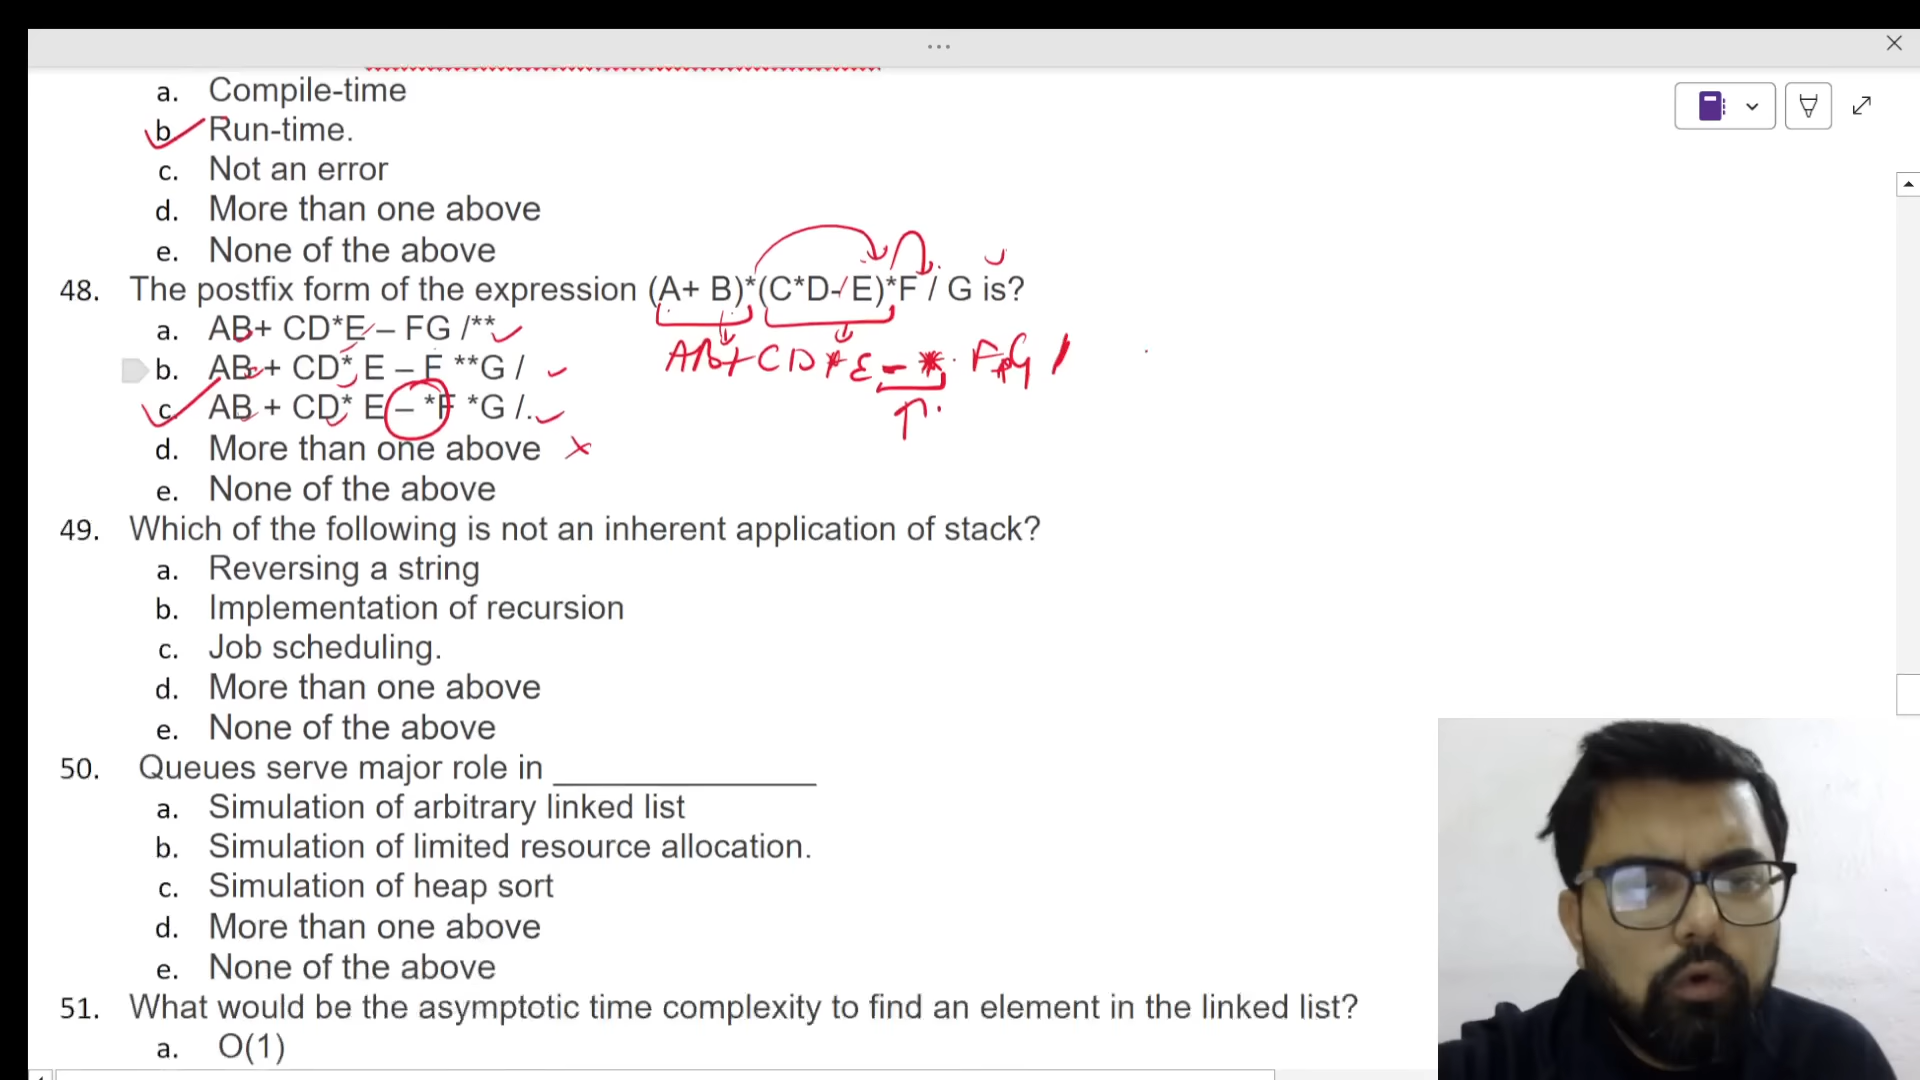 a. Compile-time
b. Run-time.
c. Not an error
d. More than one above
e. None of the above
48. The postfix form of the expression (A+ B)*(C*D- E)*F / G is?
a. AB+ CD*E – FG /**
b. AB + CD* E – F **G /
AB+CD*E-* F*G /
c. AB + CD* E – *F *G /.
d. More than one above
e. None of the above
49. Which of the following is not an inherent application of stack?
a. Reversing a string
b. Implementation of recursion
c. Job scheduling.
d. More than one above
e. None of the above
50. Queues serve major role in ______________
a. Simulation of arbitrary linked list
b. Simulation of limited resource allocation.
c. Simulation of heap sort
d. More than one above
e. None of the above
51. What would be the asymptotic time complexity to find an element in the linked list?
a. O(1)